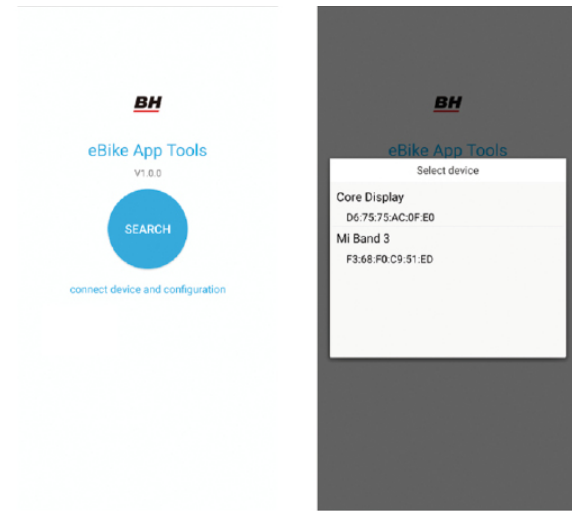 BH
eBike App Tools
V1.0.0
SEARCH
connect device and configuration
BH
eBike App Tools
Select device
Core Display
D6:75:75:AC:0F:E0
Mi Band 3
F3:68:F0:C9:51:ED